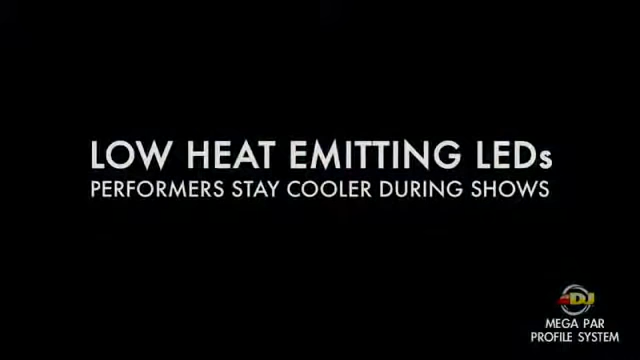 LOW HEAT EMITTING LEDs
PERFORMERS STAY COOLER DURING SHOWS
DJ
MEGA PAR
PROFILE SYSTEM